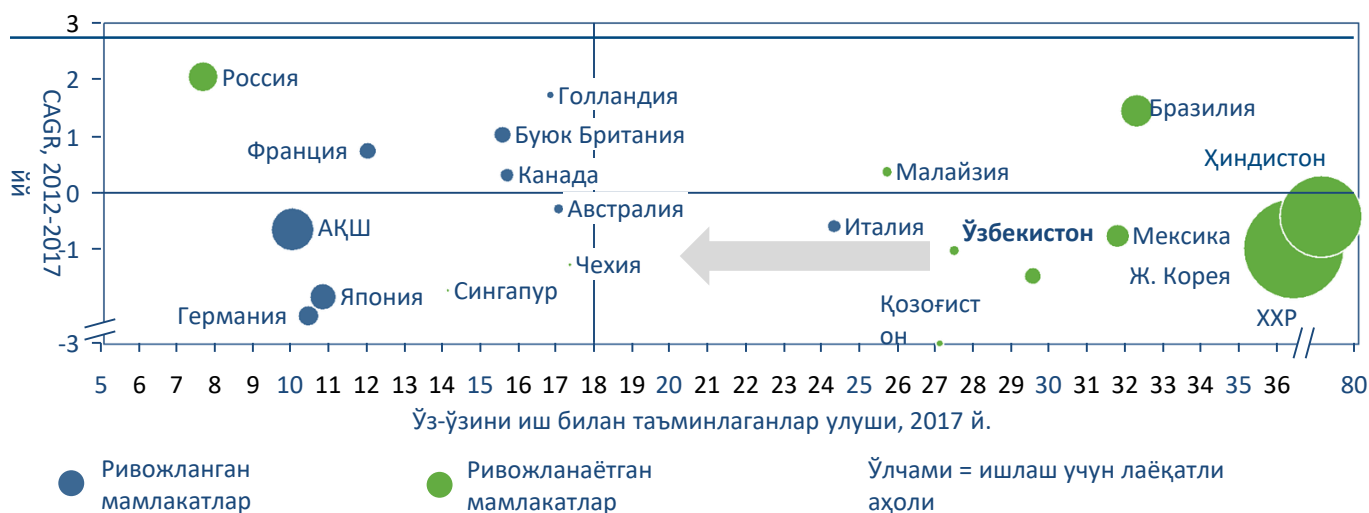 3
2
1
0
-1
-3
CAGR, 2012-2017
йй
Россия
Голландия
Бразилия
Буюк Британия
Франция
Ҳиндистон
Канада
Малайзия
Австралия
АҚШ
Италия
Ўзбекистон
Мексика
Чехия
Ж. Корея
Сингапур
Япония
Қозоғист
он
Германия
ХХР
5 6 7 8 9 10 11 12 13 14 15 16 17 18 19 20 21 22 23 24 25 26 27 28 29 30 31 32 33 34 35 36 80
Ўз-ўзини иш билан таъминлаганлар улуши, 2017 й.
Ривожланган
мамлакатлар
Ривожланаётган
мамлакатлар
Ўлчами = ишлаш учун лаёқатли
аҳоли